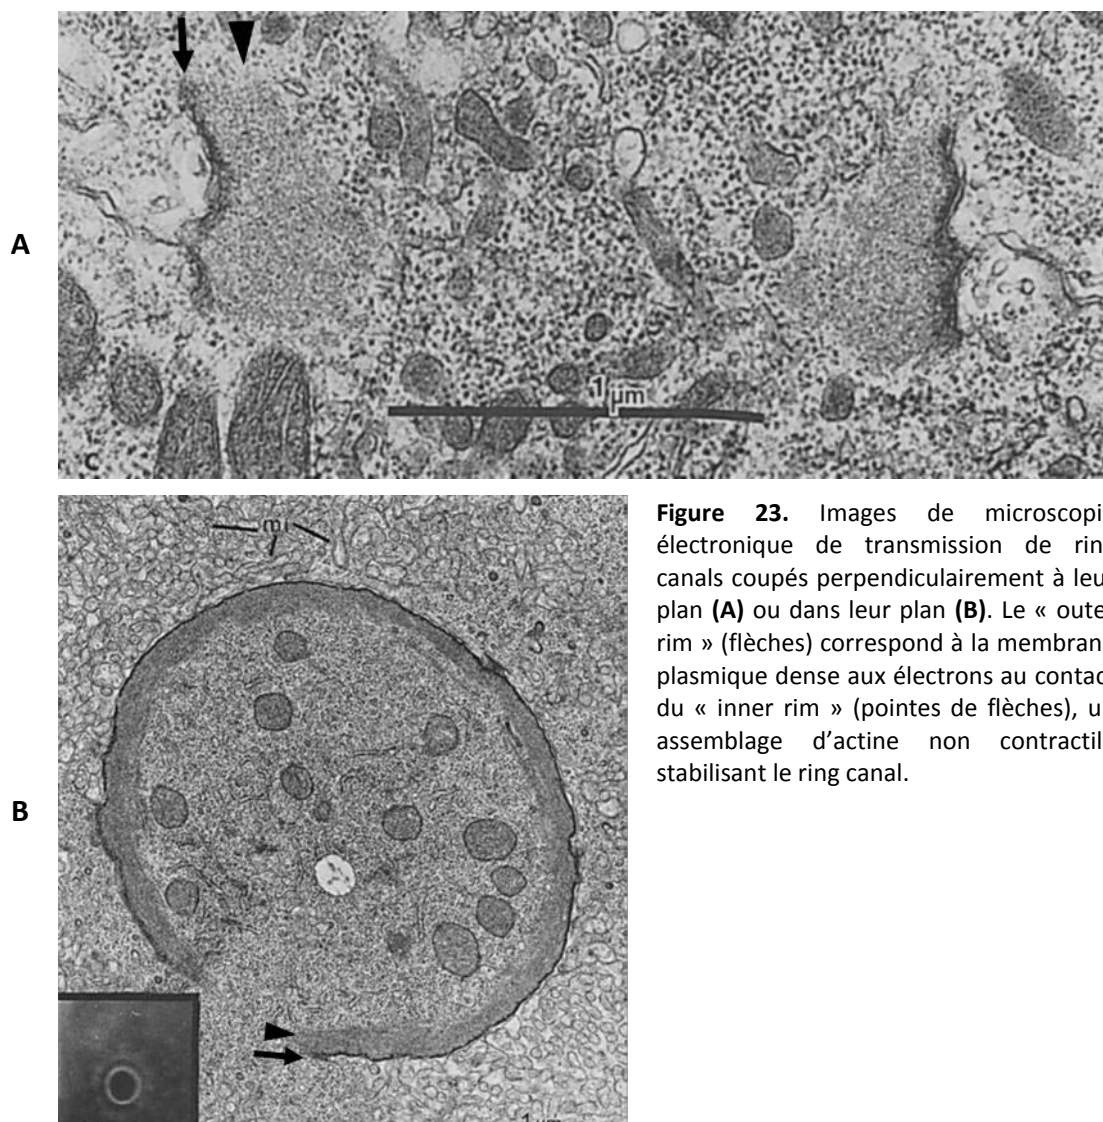 A
1 µm
C
mi
Figure 23. Images de microscopi
électronique de transmission de rin
canals coupés perpendiculairement à leu
plan (A) ou dans leur plan (B). Le « oute
rim » (flèches) correspond à la membran
plasmique dense aux électrons au contac
du « inner rim » (pointes de flèches), u
assemblage d'actine non contractil
stabilisant le ring canal.
B